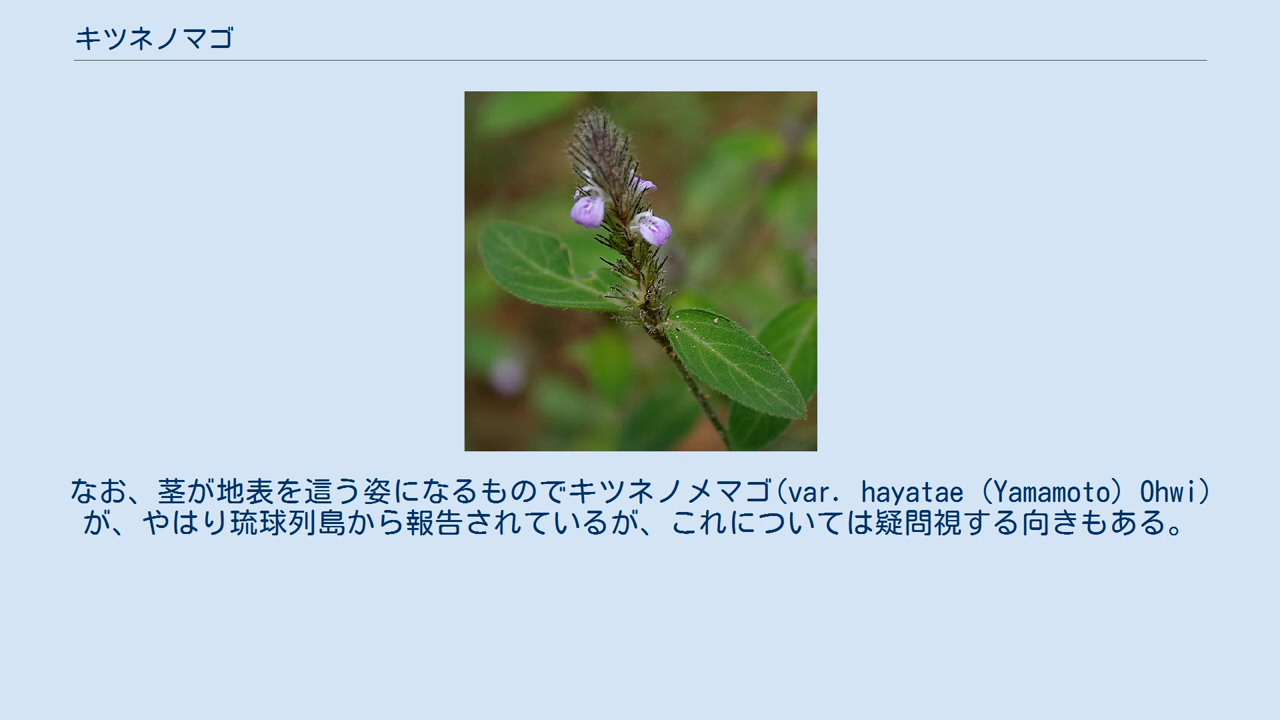 キツネノマゴ
なお、茎が地表を這う姿になるものでキツネノメマゴ(var. hayatae (Yamamoto) Ohwi)
が、やはり琉球列島から報告されているが、これについては疑問視する向きもある。